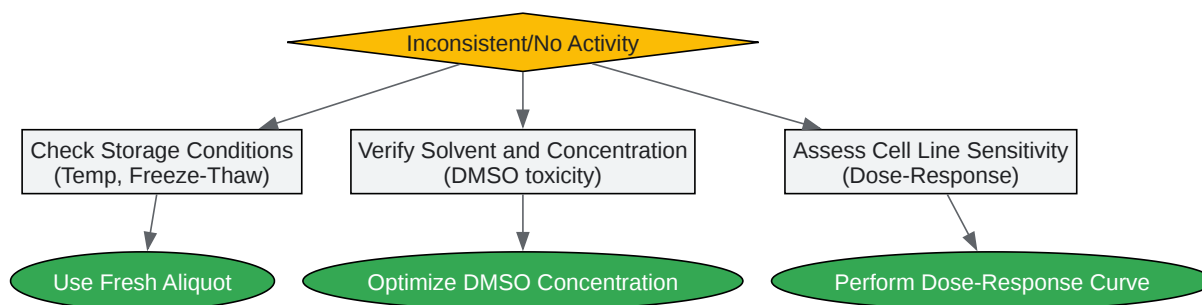 Inconsistent/No Activity
Check Storage Conditions
(Temp, Freeze-Thaw)
Verify Solvent and Concentration
(DMSO toxicity)
Assess Cell Line Sensitivity
(Dose-Response)
Use Fresh Aliquot
Optimize DMSO Concentration
Perform Dose-Response Curve